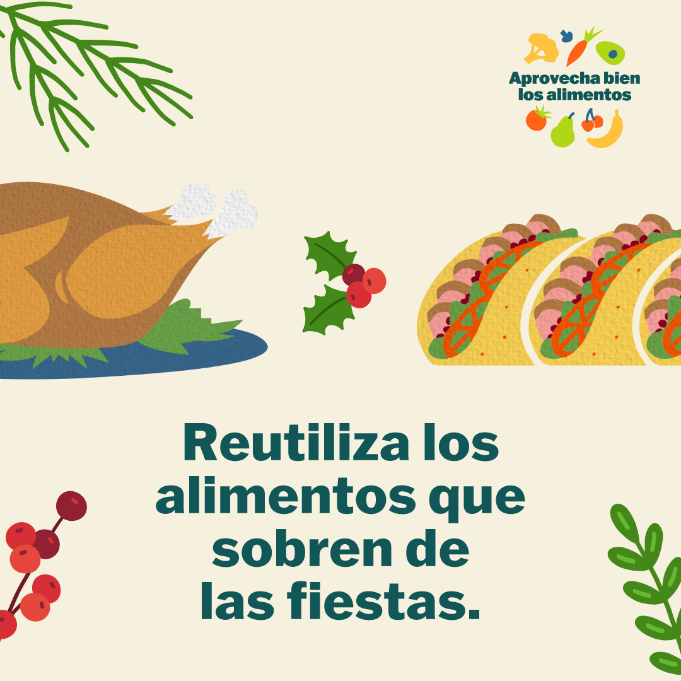 Aprovecha bien
los alimentos
Reutiliza los
alimentos que
sobren de
las fiestas.